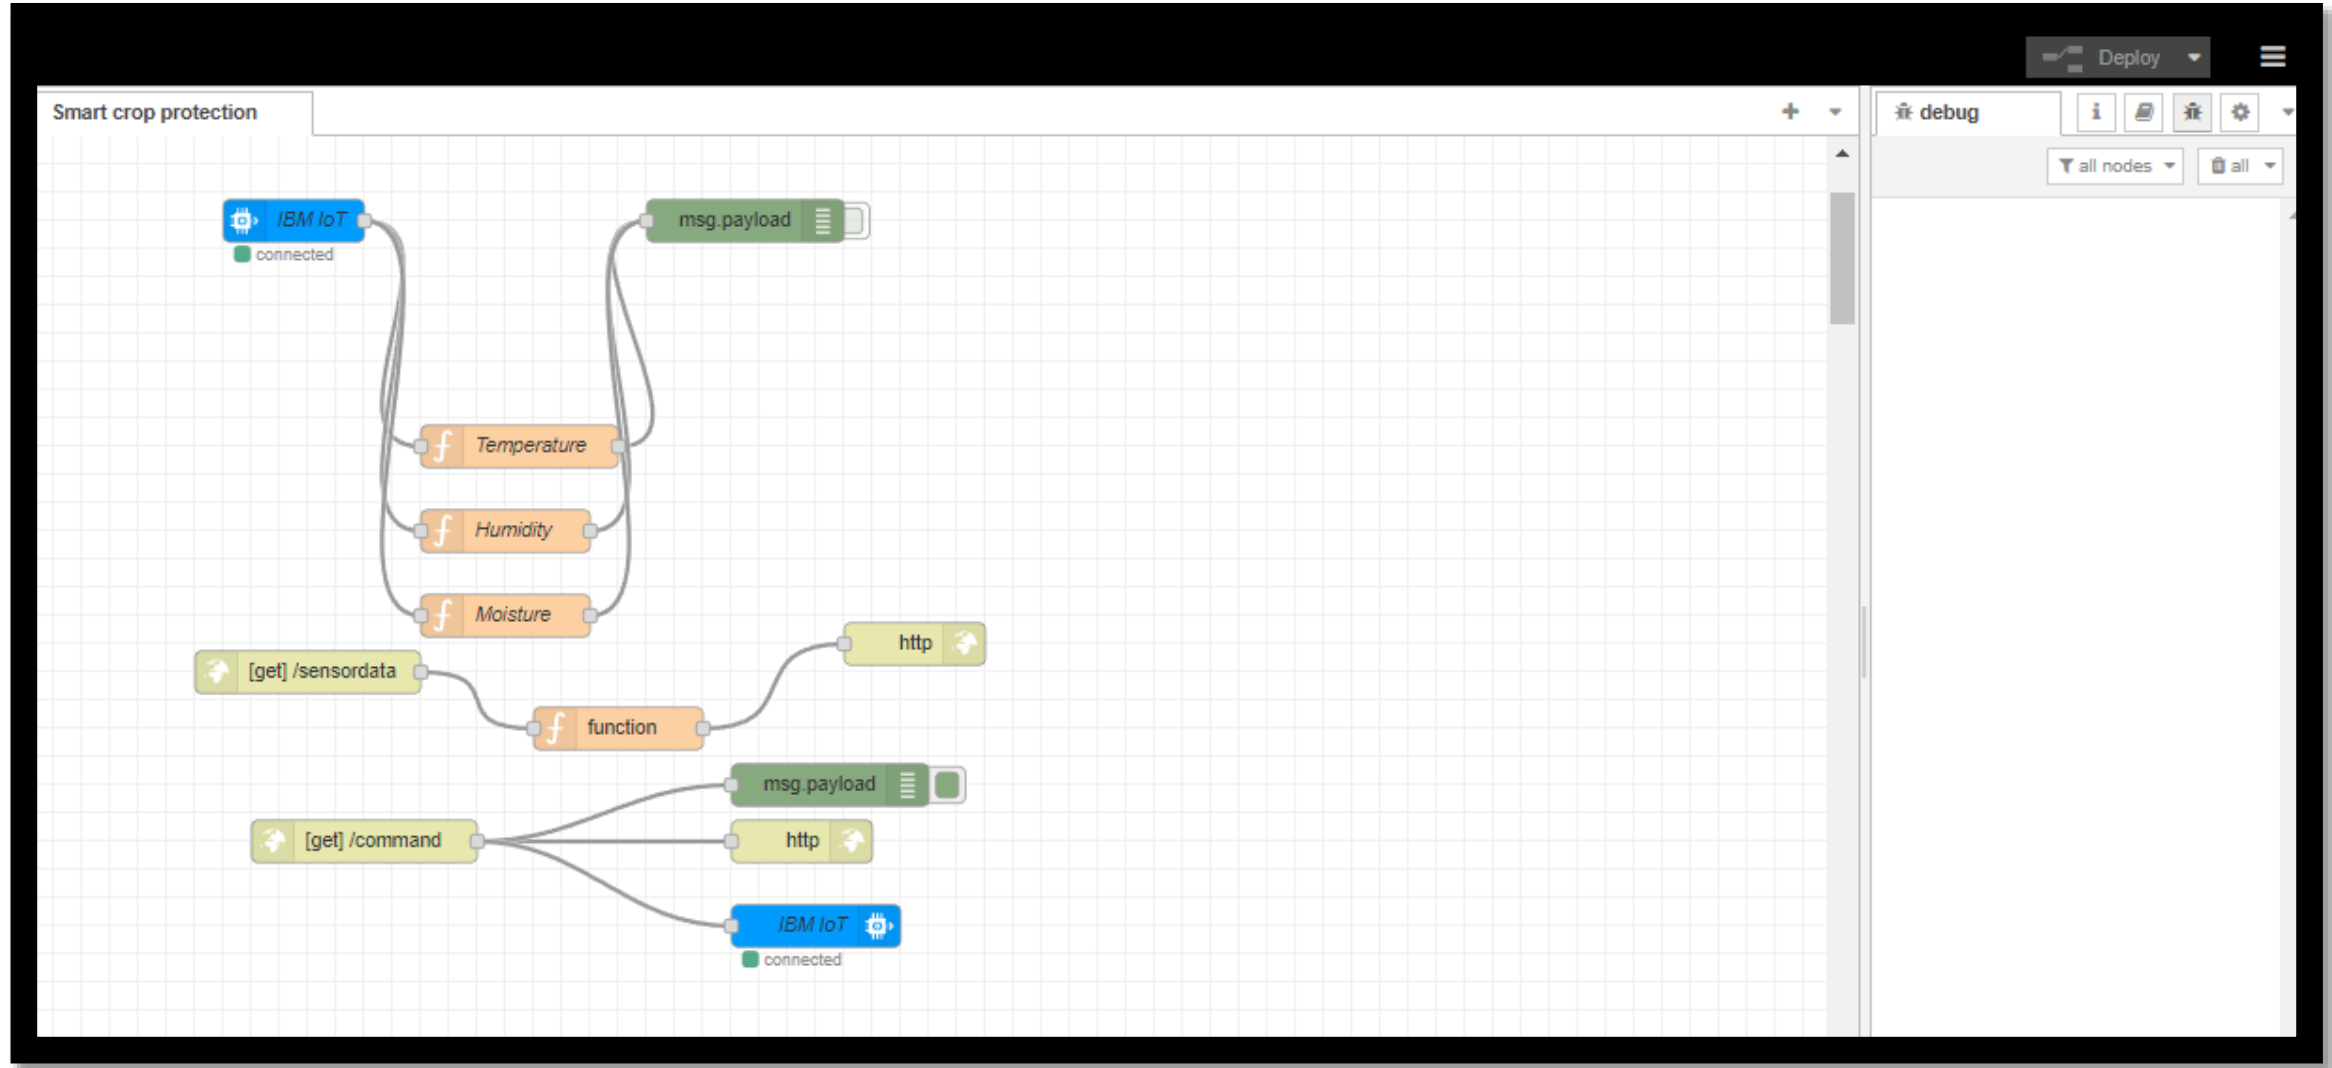 Deploy
Smart crop protection
debug
i
all nodes
all
IBM IoT
msg.payload
connected
Temperature
Humidity
Moisture
http
[get] /sensordata
function
msg.payload
[get] /command
http
IBM IoT
connected